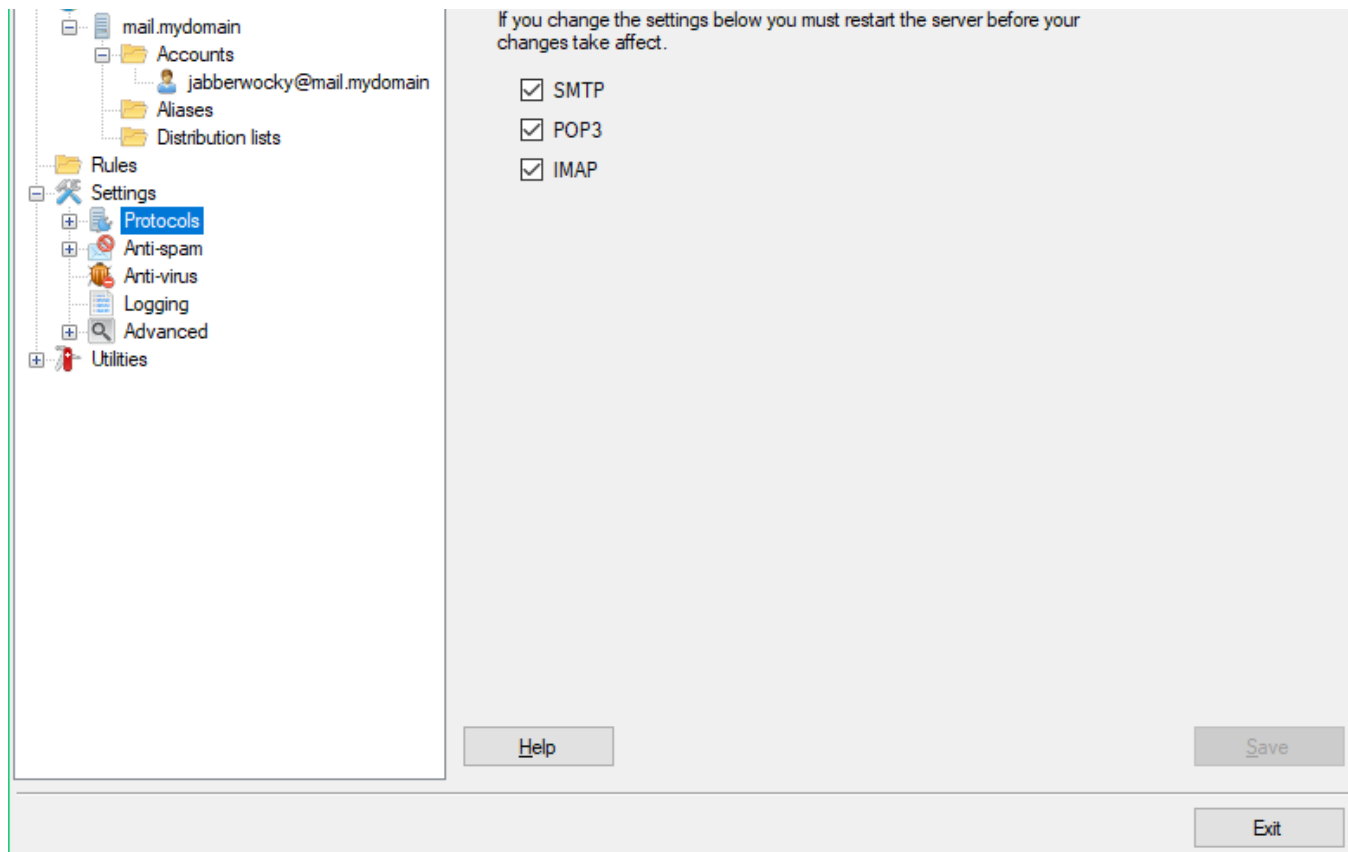 mail.mydomain
Accounts
jabberwocky@mail.mydomain
Aliases
Distribution lists
Rules
Settings
Protocols
Anti-spam
Anti-virus
Logging
Advanced
Utilities
If you change the settings below you must restart the server before your
changes take affect.
SMTP
POP3
IMAP
Help
Save
Exit